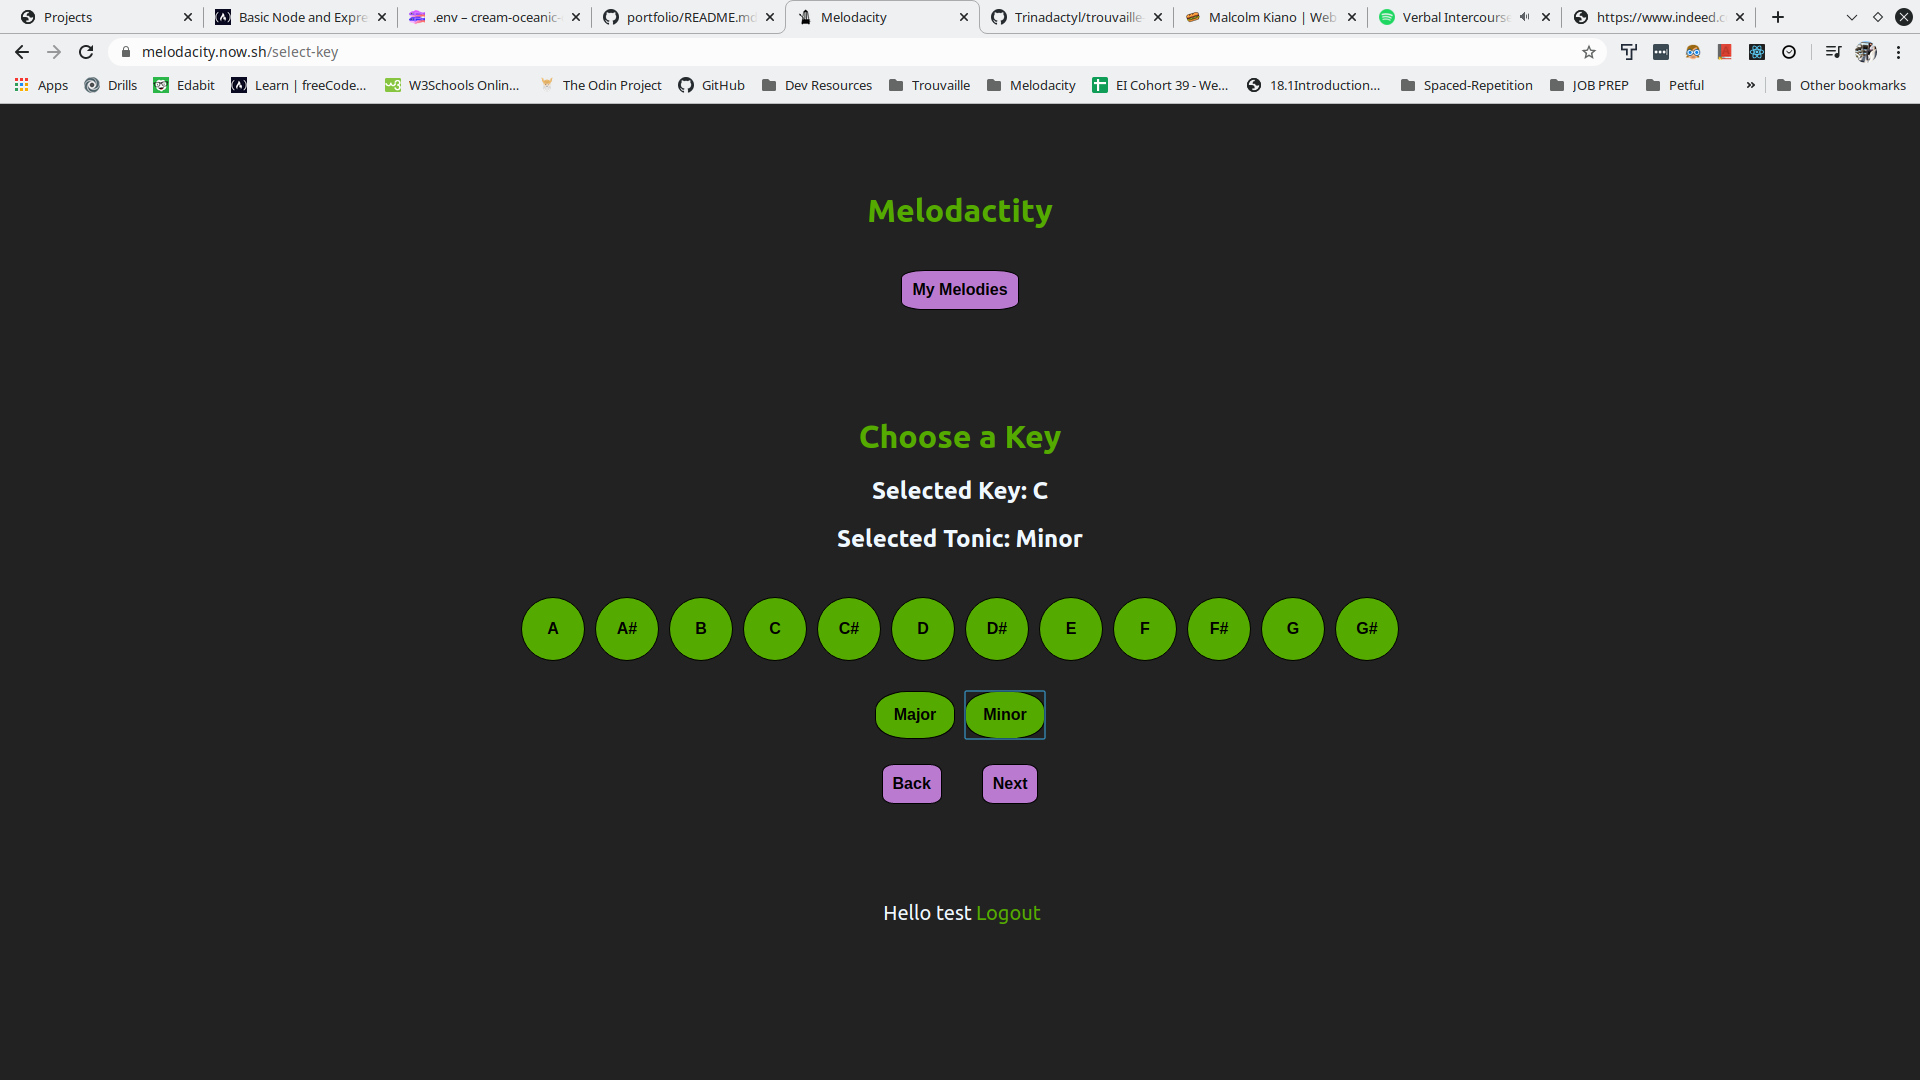 Projects
Basic Node and Expre
.env – cream-oceanic-
portfolio/README.md
Melodacity
Trinadactyl/trouvaille
Malcolm Kiano | Web
Verbal Intercourse
https://www.indeed.c
melodacity.now.sh/select-key
Apps
Drills
Edabit
Learn | freeCode...
W3Schools Onlin...
The Odin Project
GitHub
Dev Resources
Trouvaille
Melodacity
EI Cohort 39 - We...
18.1Introduction...
Spaced-Repetition
JOB PREP
Petful
»
Other bookmarks
Melodactity
My Melodies
Choose a Key
Selected Key: C
Selected Tonic: Minor
A A# B C C# D D# E F F# G G#
Major Minor
Back Next
Hello test Logout